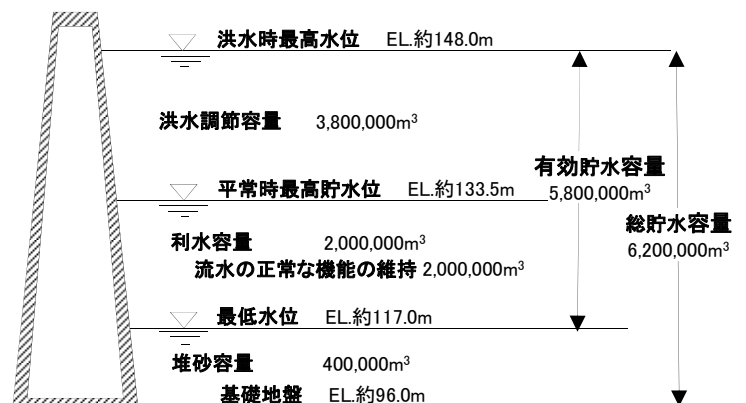 洪水時最高水位 EL.約148.0m
洪水調節容量 3,800,000m³
有効貯水容量
5,800,000m³
平常時最高貯水位 EL.約133.5m
総貯水容量
6,200,000m³
利水容量 2,000,000m³
流水の正常な機能の維持 2,000,000m³
最低水位 EL.約117.0m
堆砂容量 400,000m³
基礎地盤 EL.約96.0m